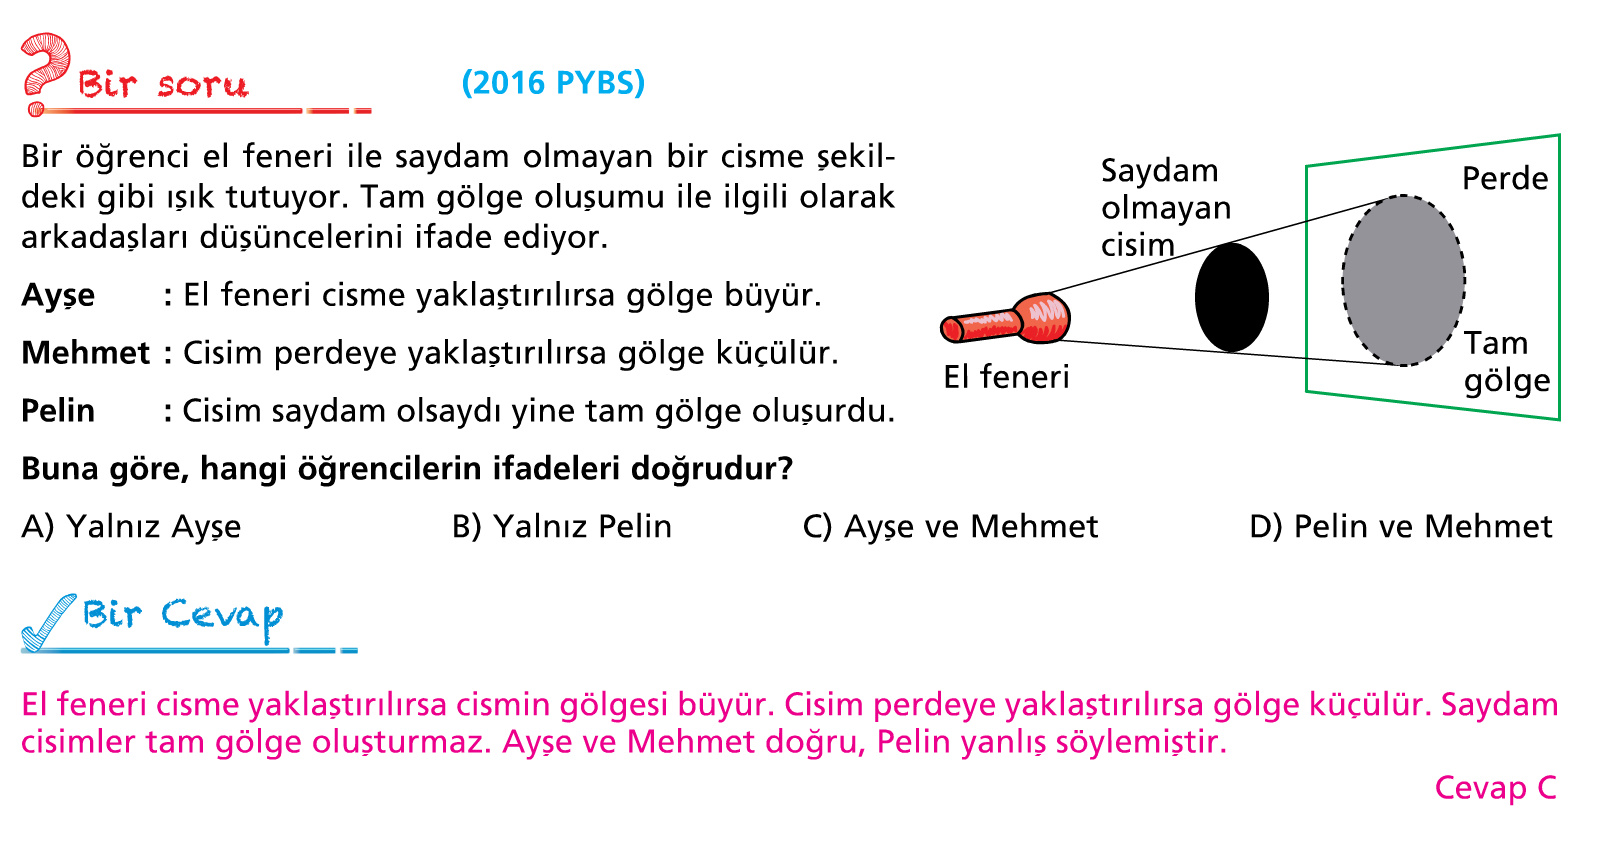 Bir soru
(2016 PYBS)
Bir öğrenci el feneri ile saydam olmayan bir cisme şekil-
deki gibi ışık tutuyor. Tam gölge oluşumu ile ilgili olarak
arkadaşları düşüncelerini ifade ediyor.
Ayşe : El feneri cisme yaklaştırılırsa gölge büyür.
Mehmet : Cisim perdeye yaklaştırılırsa gölge küçülür.
Pelin : Cisim saydam olsaydı yine tam gölge oluşurdu.
Saydam
olmayan
cisim
Perde
El feneri
Tam
gölge
Buna göre, hangi öğrencilerin ifadeleri doğrudur?
A) Yalnız Ayşe B) Yalnız Pelin C) Ayşe ve Mehmet D) Pelin ve Mehmet
Bir Cevap
El feneri cisme yaklaştırılırsa cismin gölgesi büyür. Cisim perdeye yaklaştırılırsa gölge küçülür. Saydam
cisimler tam gölge oluşturmaz. Ayşe ve Mehmet doğru, Pelin yanlış söylemiştir.
Cevap C